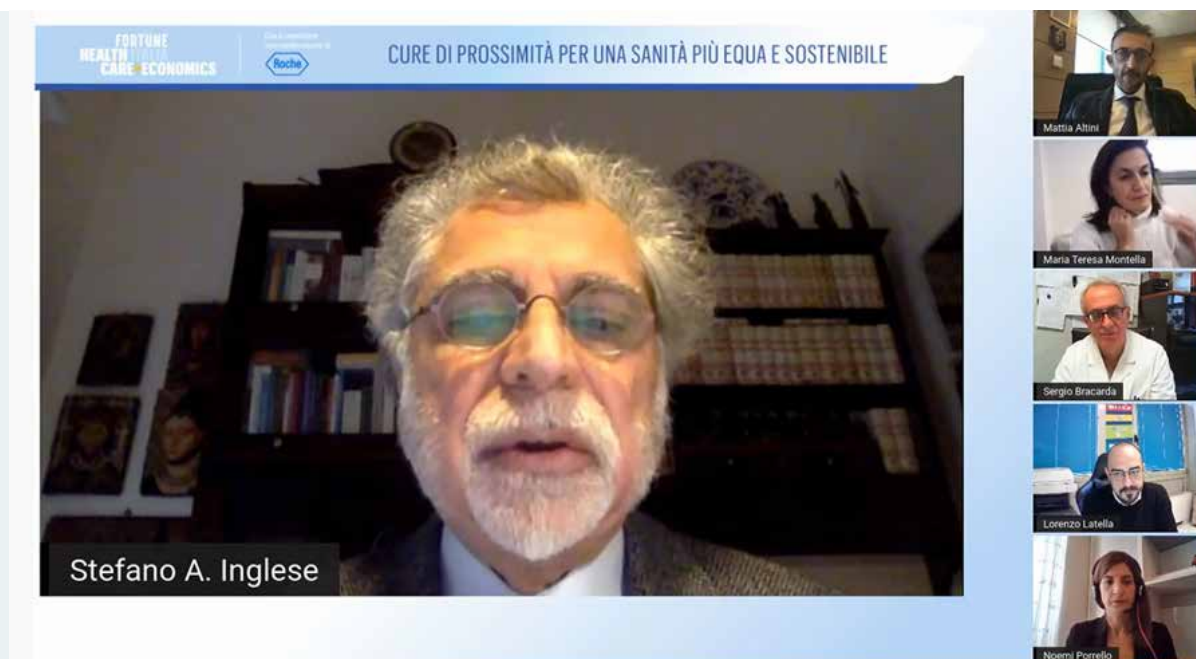 FORTUNE
HEALTH ITALIA
CARE ECONOMICS
Roche
CURE DI PROSSIMITÀ PER UNA SANITÀ PIÙ EQUA E SOSTENIBILE
Stefano A. Inglese
Mattia Altini
Maria Teresa Montella
Sergio Bracarda
Lorenzo Latella
Noemi Porrello